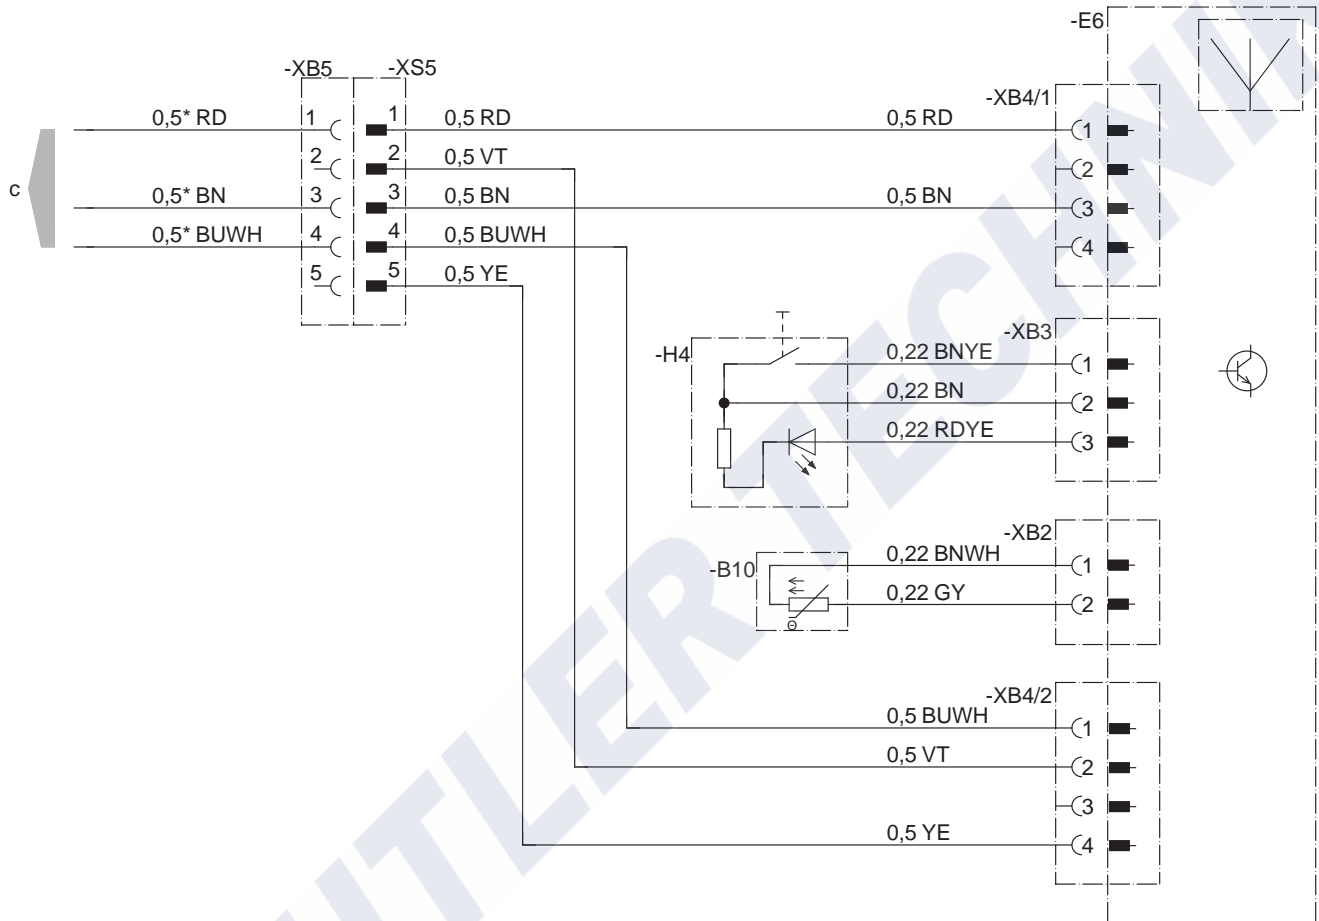 -E6
-XB5 -XS5
-XB4/1
0,5* RD 1 1 0,5 RD 0,5 RD 1
2 2 0,5 VT 2
c
0,5* BN 3 3 0,5 BN 0,5 BN 3
0,5* BUWH 4 4 0,5 BUWH 4
5 5 0,5 YE
-XB3
-H4
0,22 BNYE 1
0,22 BN 2
0,22 RDYE 3
-XB2
-B10
0,22 BNWH 1
0,22 GY 2
Θ
-XB4/2
0,5 BUWH 1
0,5 VT 2
3
0,5 YE 4
UTLER TECHNI